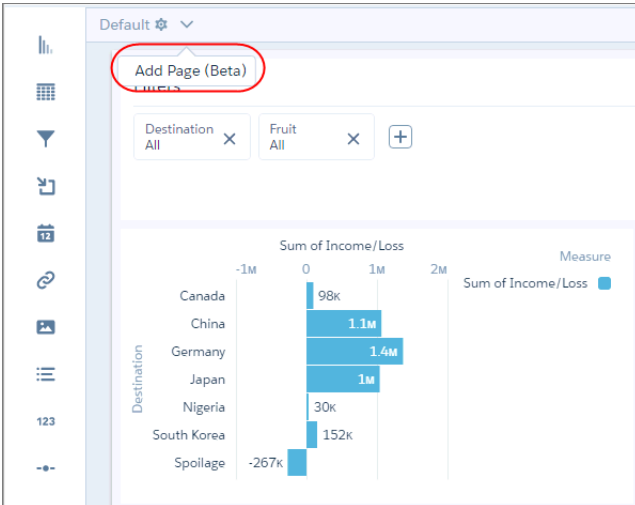 Default
Add Page (Beta)
Filters
Destination
All
Fruit
All
12
123
Sum of Income/Loss
-1M 0 1M 2M
Measure
Sum of Income/Loss
Destination
Canada 98K
China 1.1M
Germany 1.4M
Japan 1M
Nigeria 30K
South Korea 152K
Spoilage -267K